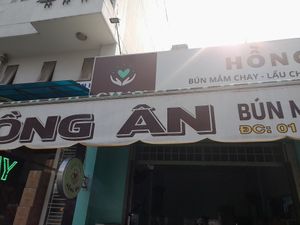 HỒNG
BÚN MẮM CHAY - LẨU CH
ỒNG ÂN
BÚN M
ĐC: 01